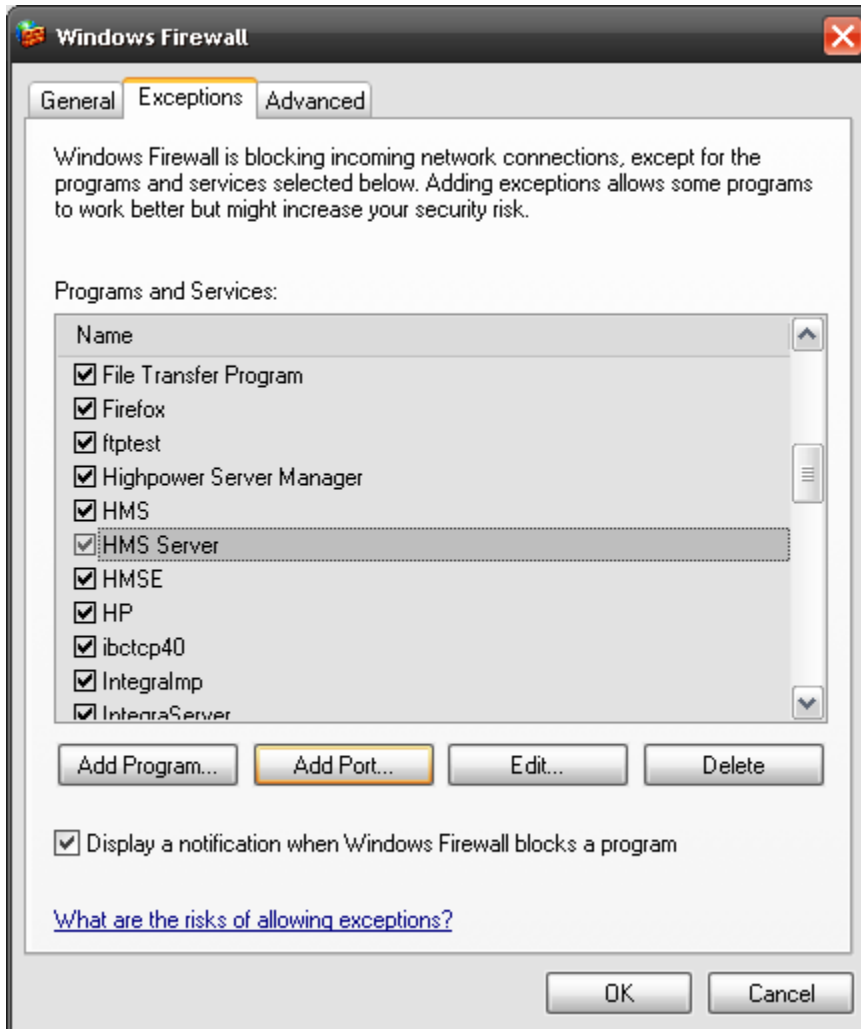 Windows Firewall
General Exceptions Advanced
Windows Firewall is blocking incoming network connections, except for the
programs and services selected below. Adding exceptions allows some programs
to work better but might increase your security risk.
Programs and Services:
Name
File Transfer Program
Firefox
ftptest
Highpower Server Manager
HMS
HMS Server
HMSE
HP
ibctcp40
IntegraImp
IntegraServer
Add Program... Add Port... Edit... Delete
Display a notification when Windows Firewall blocks a program
What are the risks of allowing exceptions?
OK Cancel